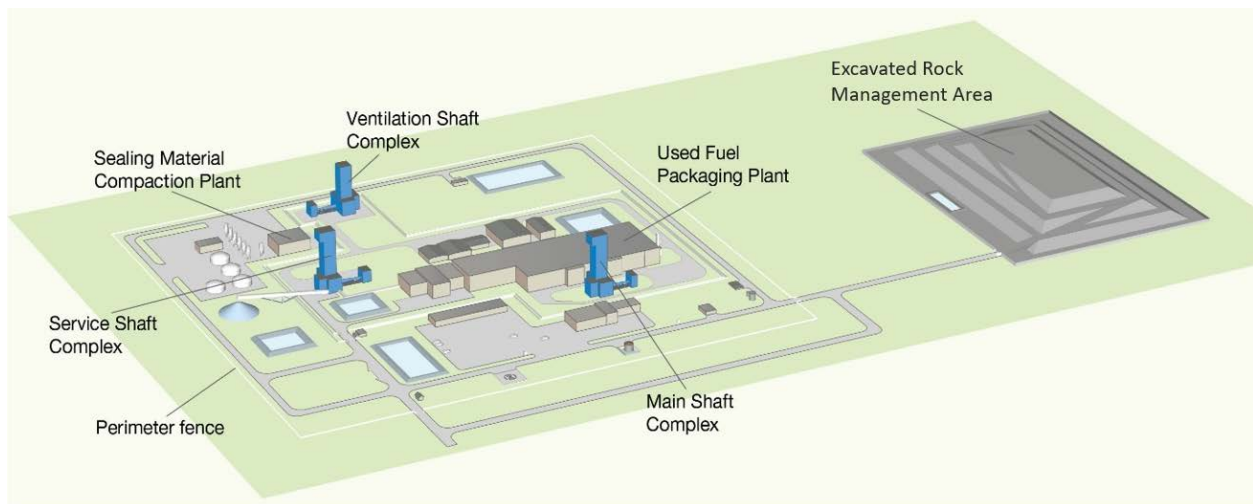 Excavated Rock
Management Area
Ventilation Shaft
Complex
Sealing Material
Compaction Plant
Used Fuel
Packaging Plant
Service Shaft
Complex
Main Shaft
Complex
Perimeter fence